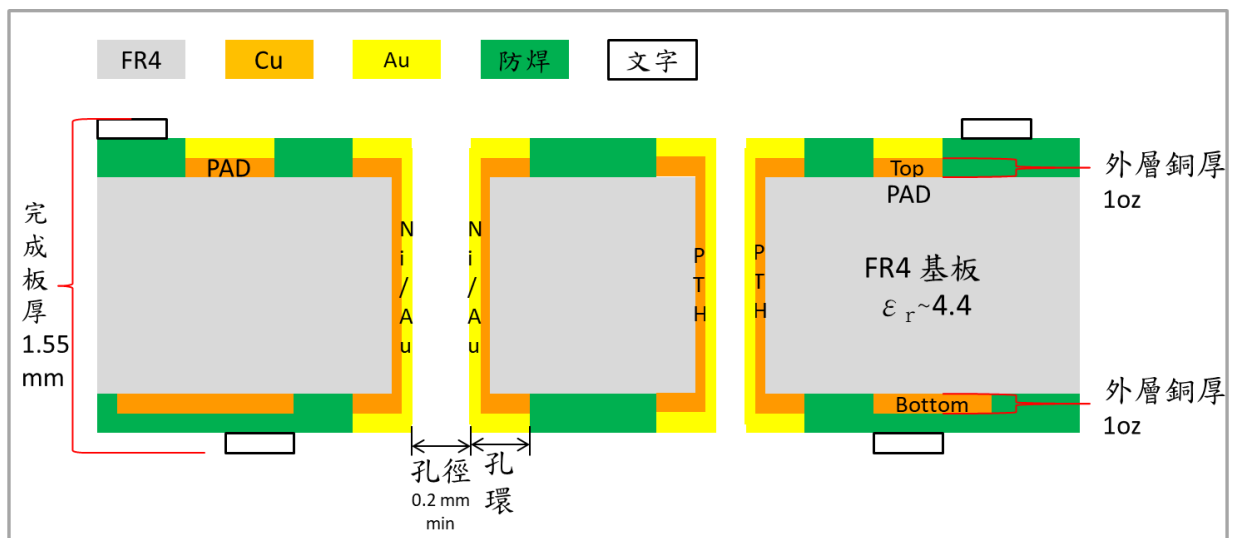 FR4
Cu
Au
防焊
文字
PAD
Top
PAD
外層銅厚
1oz
完
成
板
厚
1.55
mm
N
i
/
A
u
N
i
/
A
u
P
T
H
P
T
H
FR4 基板
εr~4.4
Bottom
外層銅厚
1oz
孔徑
0.2 mm
min
孔
環